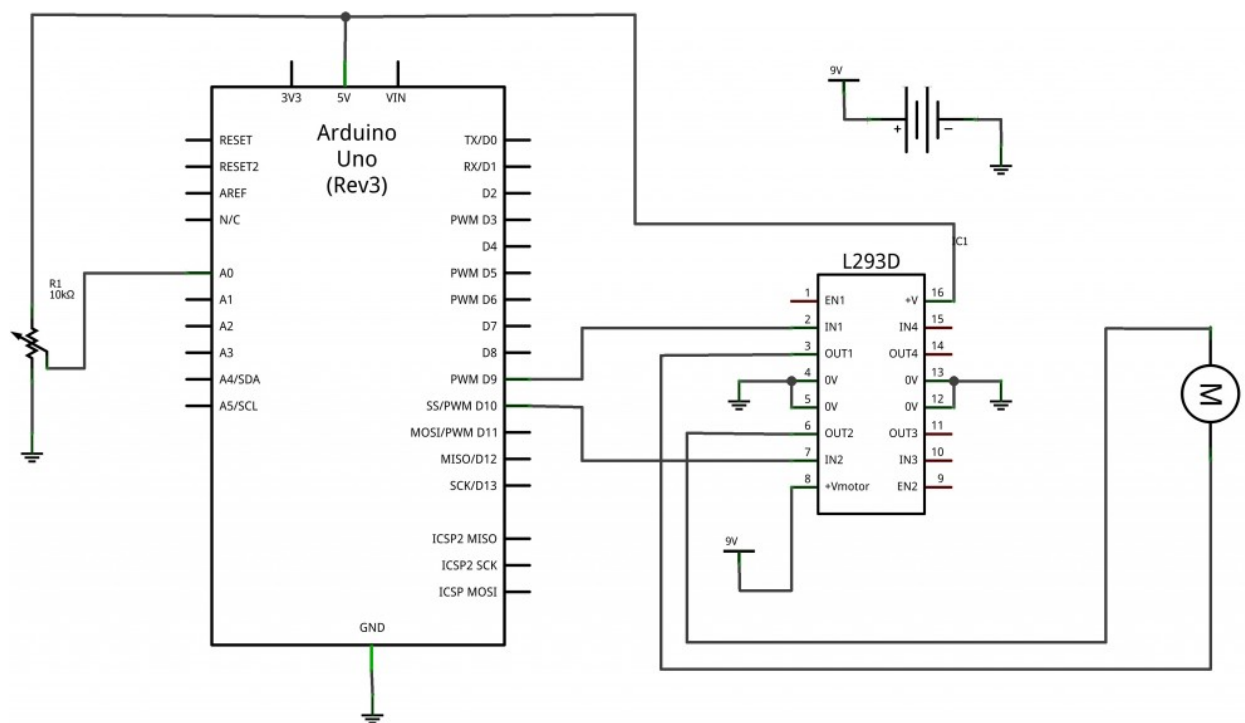 3V3
5V
VIN
Arduino
Uno
(Rev3)
RESET
RESET2
AREF
N/C
A0
A1
A2
A3
A4/SDA
A5/SCL
TX/D0
RX/D1
D2
PWM D3
D4
PWM D5
PWM D6
D7
D8
PWM D9
SS/PWM D10
MOSI/PWM D11
MISO/D12
SCK/D13
ICSP2 MISO
ICSP2 SCK
ICSP MOSI
GND
R1
10kΩ
9V
+
−
IC1
L293D
1 EN1
2 IN1
3 OUT1
4 0V
5 0V
6 OUT2
7 IN2
8 +Vmotor
+V 16
IN4 15
OUT4 14
0V 13
0V 12
OUT3 11
IN3 10
EN2 9
9V
M